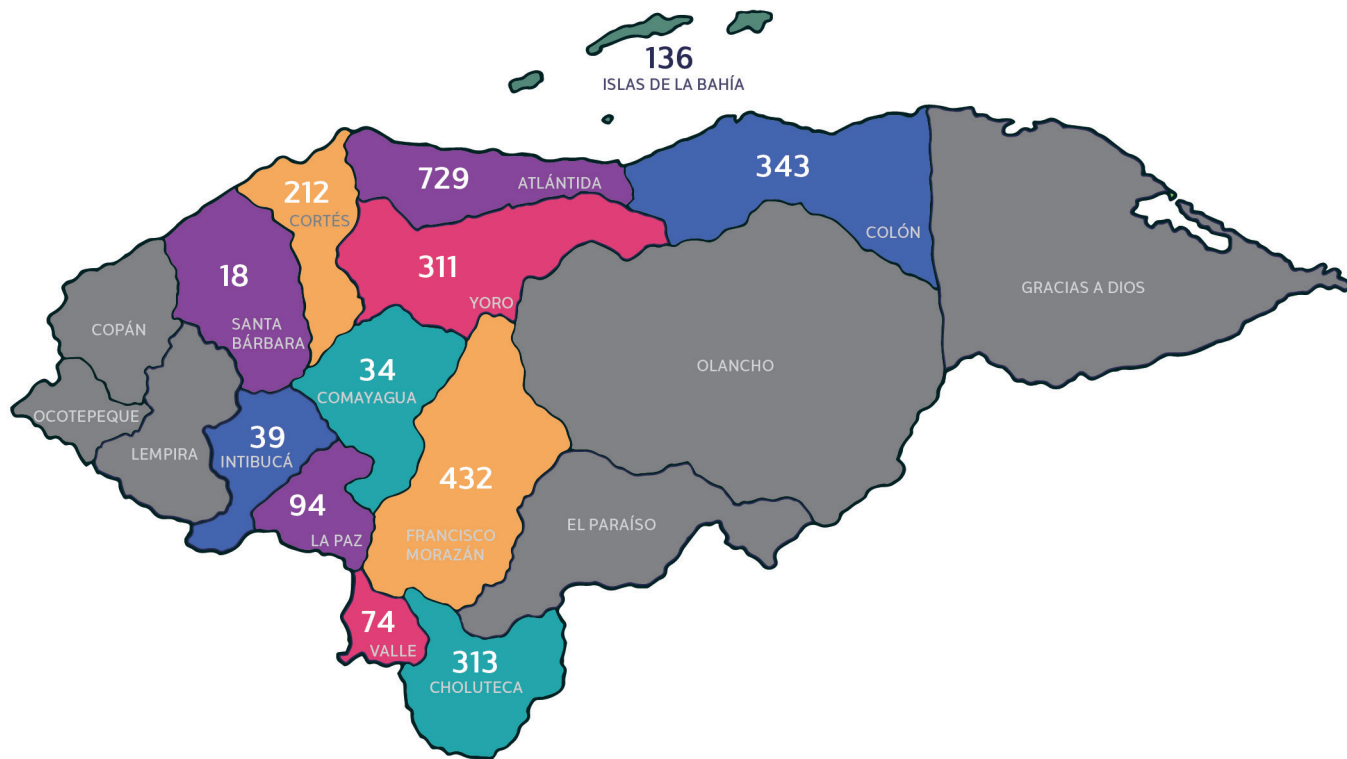 136
ISLAS DE LA BAHÍA
729
ATLÁNTIDA
343
COLÓN
212
CORTÉS
311
YORO
18
SANTA
BÁRBARA
GRACIAS A DIOS
COPÁN
34
COMAYAGUA
OLANCHO
OCOTEPEQUE
LEMPIRA
39
INTIBUCÁ
94
LA PAZ
432
FRANCISCO
MORAZÁN
EL PARAÍSO
74
VALLE
313
CHOLUTECA